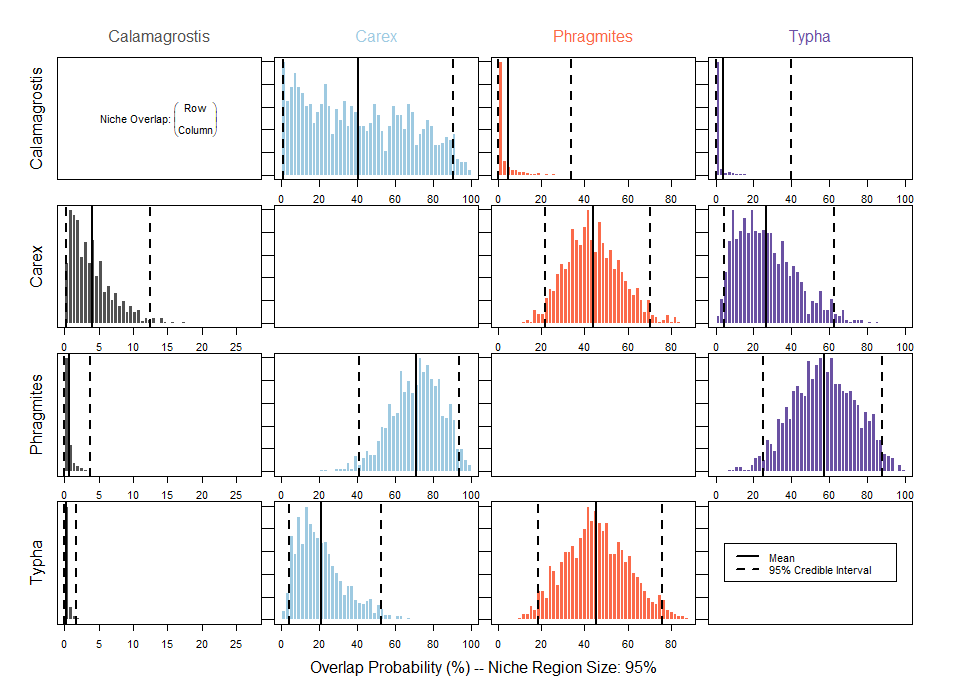 Calamagrostis Carex Phragmites Typha
Calamagrostis
Niche Overlap: Row
Column
0 20 40 60 80 100 0 20 40 60 80 0 20 40 60 80 100
Carex
0 5 10 15 20 25 0 20 40 60 80 0 20 40 60 80 100
Phragmites
0 5 10 15 20 25 0 20 40 60 80 100 0 20 40 60 80 100
Typha
Mean
95% Credible Interval
0 5 10 15 20 25 0 20 40 60 80 100 0 20 40 60 80
Overlap Probability (%) -- Niche Region Size: 95%